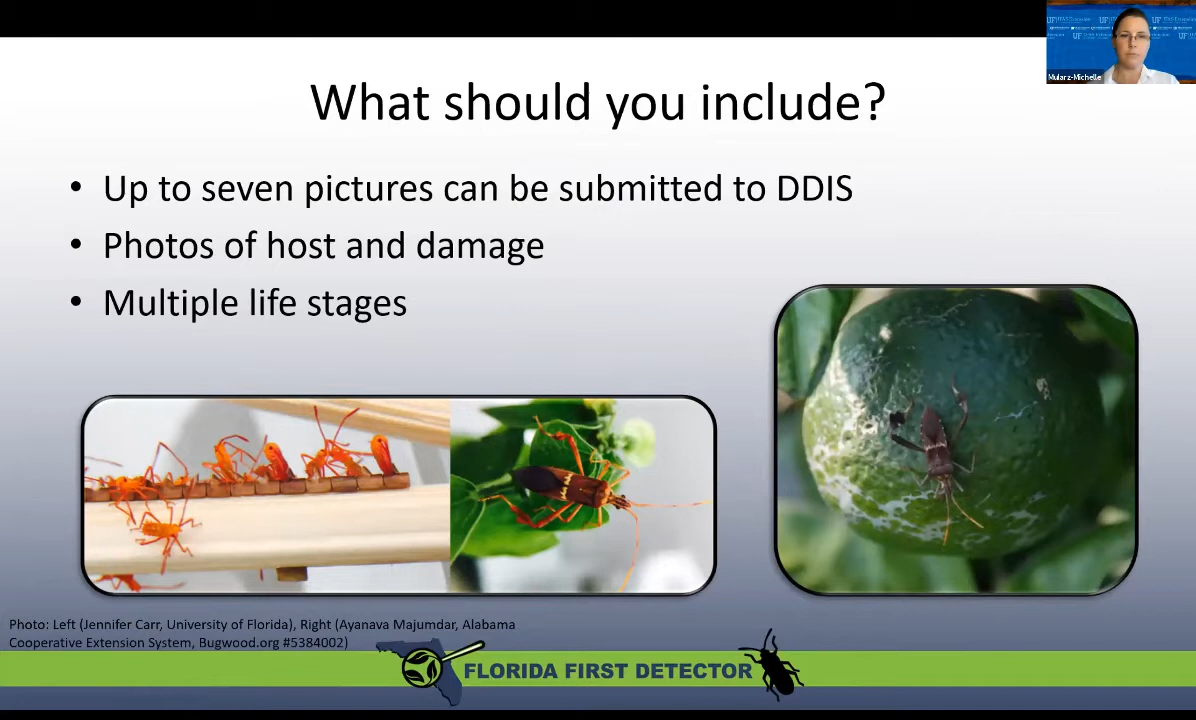 What should you include?
• Up to seven pictures can be submitted to DDIS
• Photos of host and damage
• Multiple life stages
Mularz-Michelle
Photo: Left (Jennifer Carr, University of Florida), Right (Ayanava Majumdar, Alabama
Cooperative Extension System, Bugwood.org #5384002)
FLORIDA FIRST DETECTOR